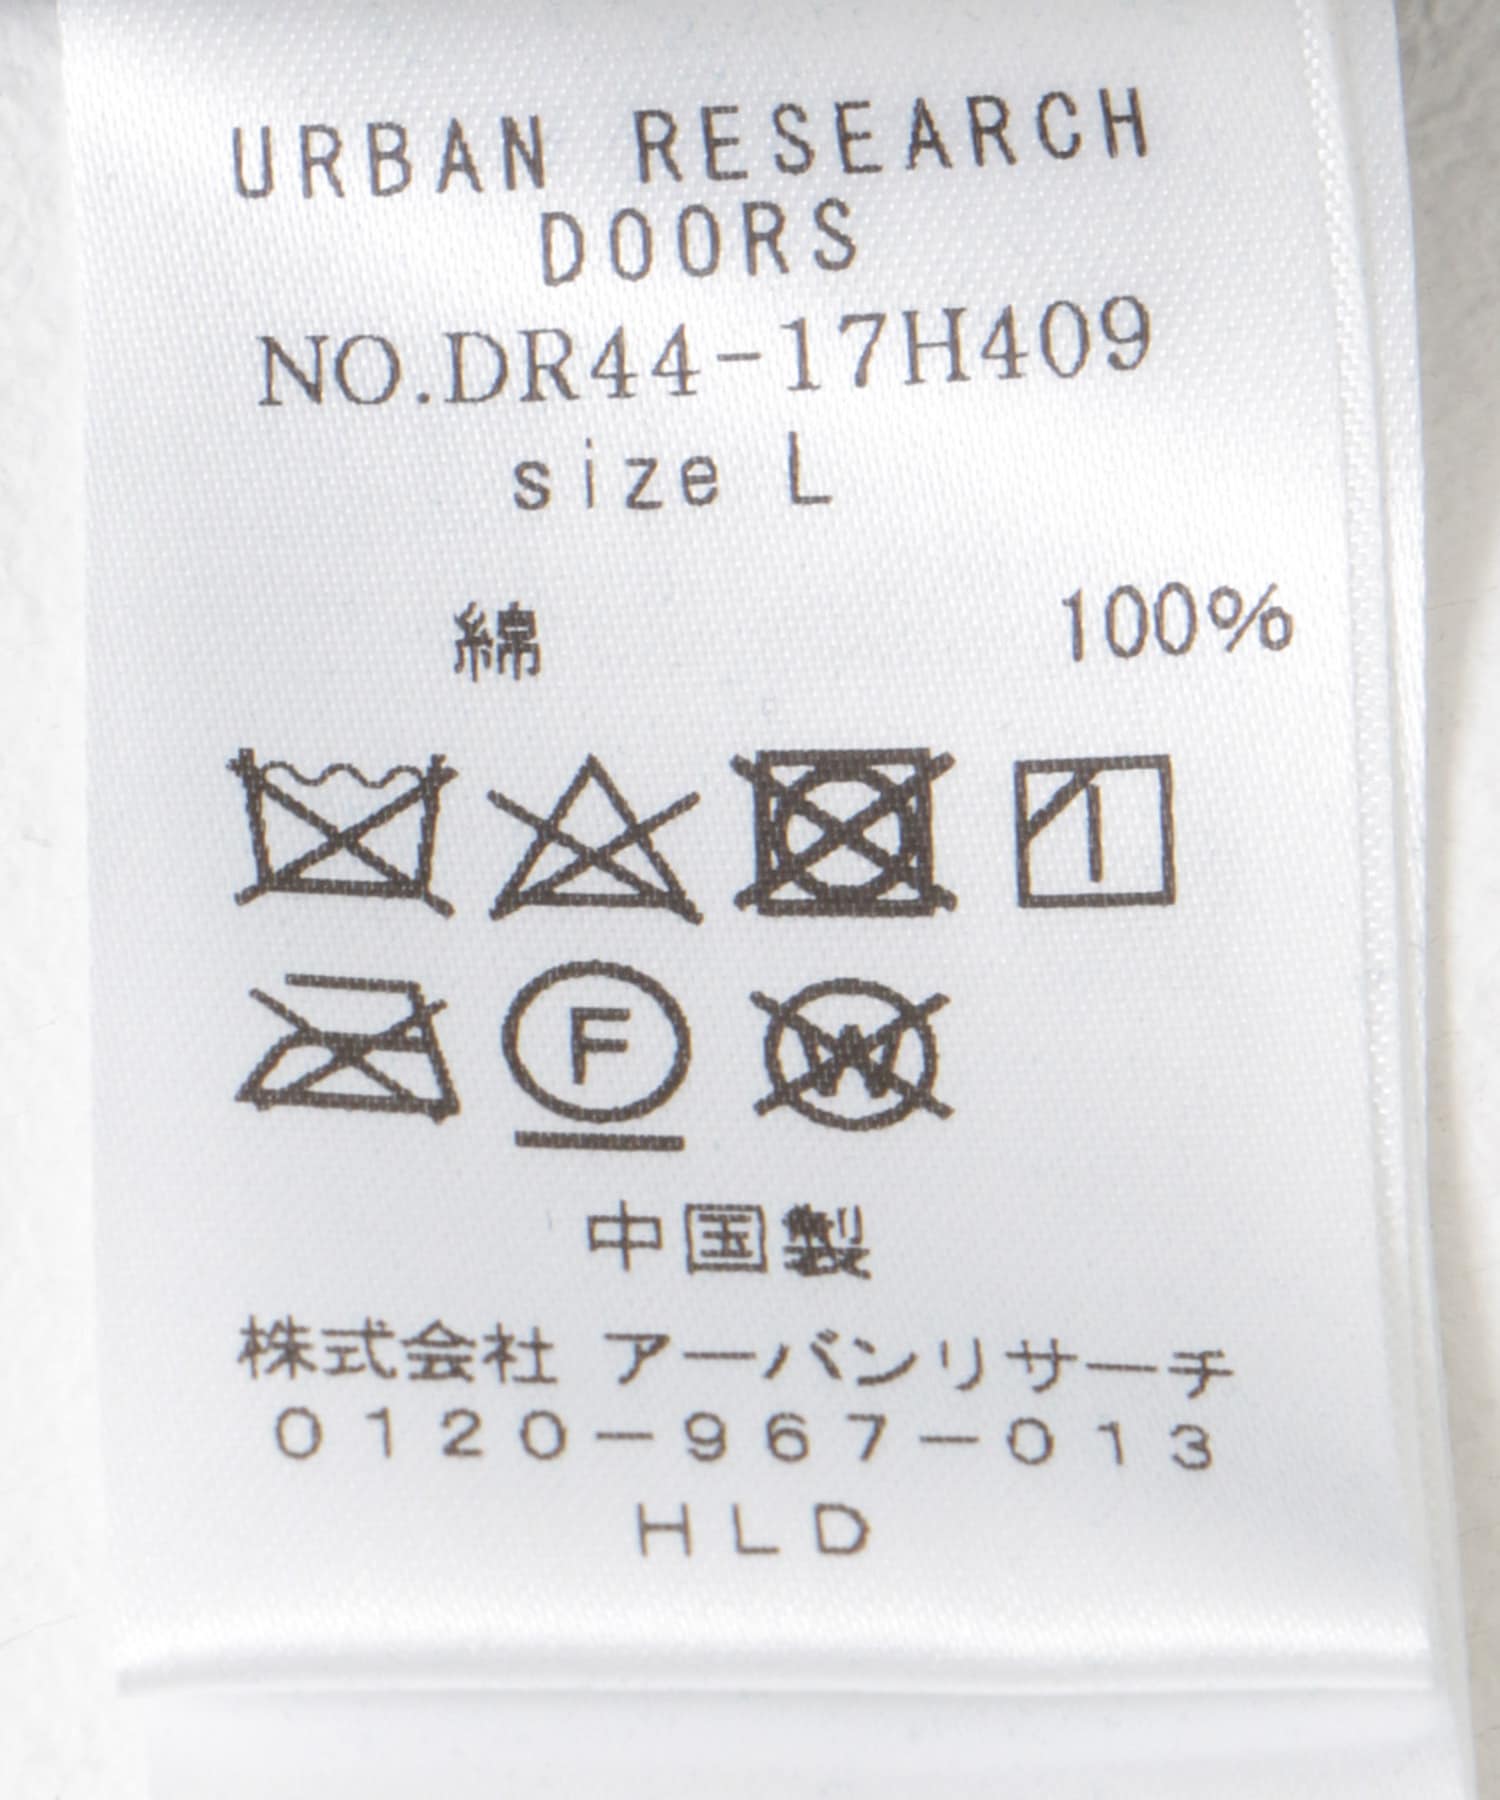 URBAN RESEARCH
DOORS
NO.DR44-17H409
size L
綿 100%
F
W
中国製
株式会社 アーバンリサーチ
0120-967-013
HLD